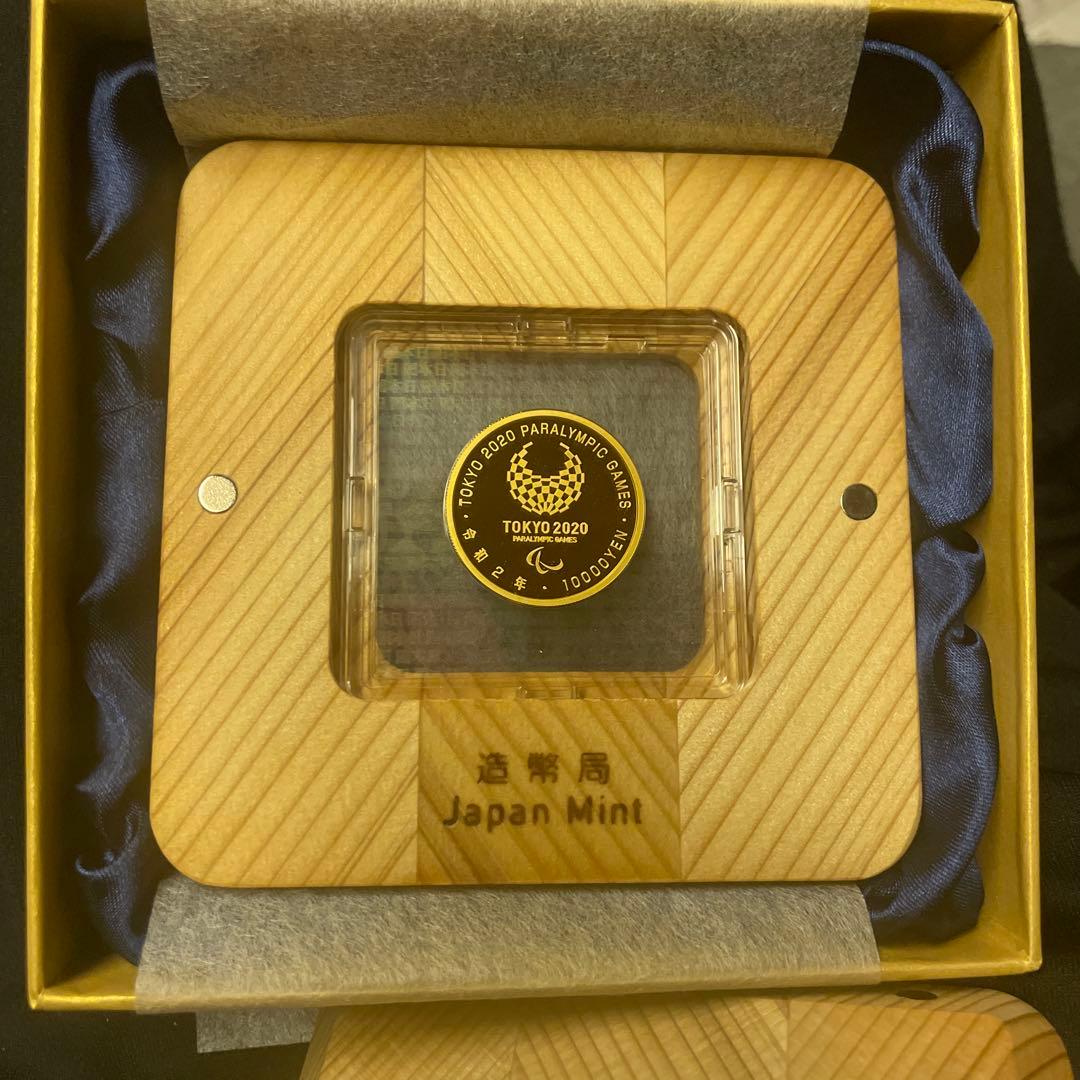 · TOKYO 2020 PARALYMPIC GAMES ·
TOKYO 2020
PARALYMPIC GAMES
令和2年 · 10000YEN
造幣局
Japan Mint